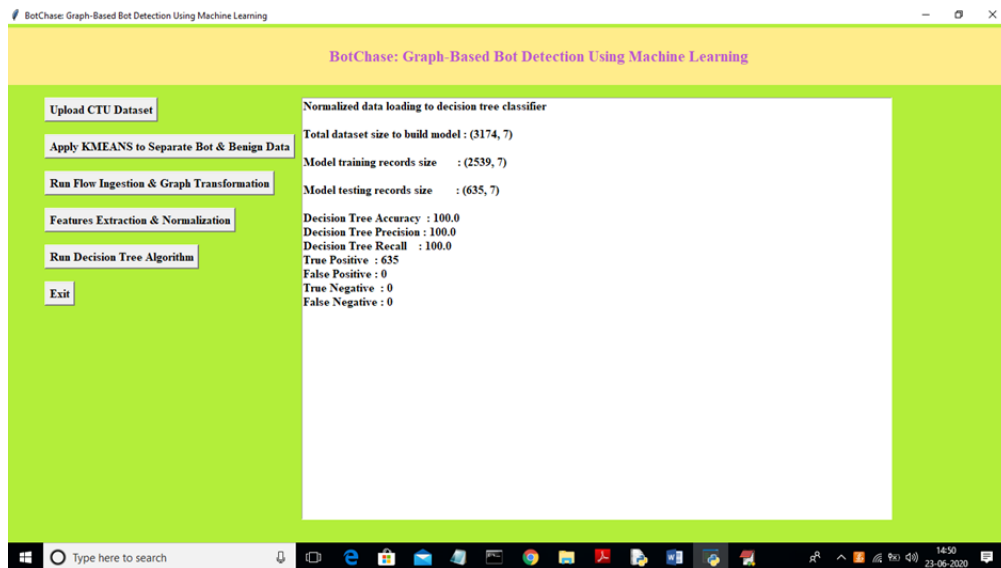 BotChase: Graph-Based Bot Detection Using Machine Learning
BotChase: Graph-Based Bot Detection Using Machine Learning
Upload CTU Dataset
Apply KMEANS to Separate Bot & Benign Data
Run Flow Ingestion & Graph Transformation
Features Extraction & Normalization
Run Decision Tree Algorithm
Exit
Normalized data loading to decision tree classifier
Total dataset size to build model : (3174, 7)
Model training records size : (2539, 7)
Model testing records size : (635, 7)
Decision Tree Accuracy : 100.0
Decision Tree Precision : 100.0
Decision Tree Recall : 100.0
True Positive : 635
False Positive : 0
True Negative : 0
False Negative : 0
Type here to search
14:50
23-06-2020